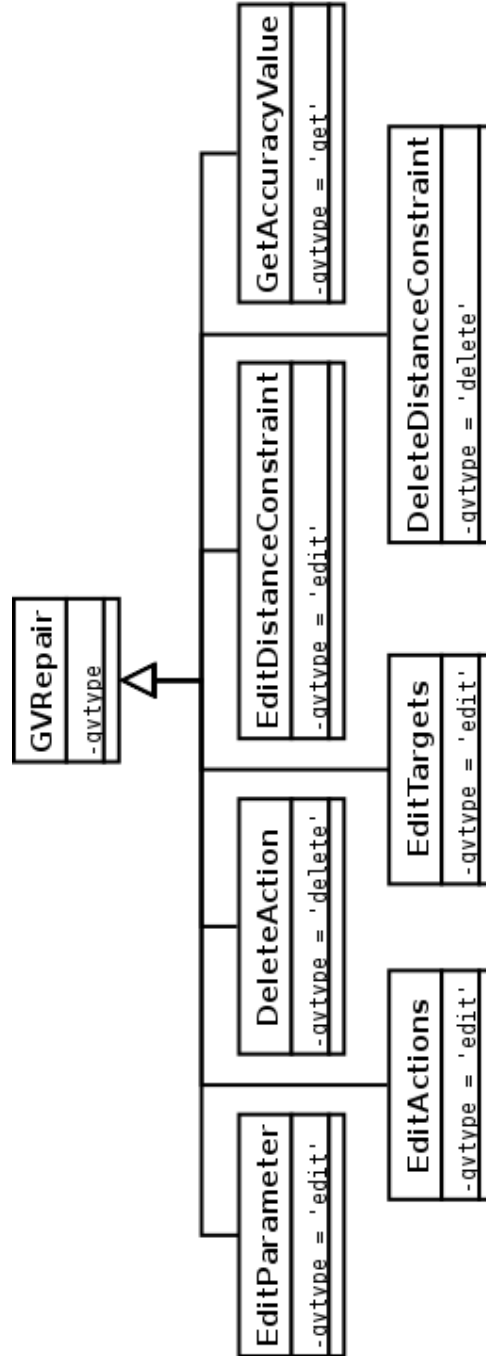 GVRepair
-gvtype
EditParameter
-gvtype = 'edit'
DeleteAction
-gvtype = 'delete'
EditDistanceConstraint
-gvtype = 'edit'
GetAccuracyValue
-gvtype = 'get'
EditActions
-gvtype = 'edit'
EditTargets
-gvtype = 'edit'
DeleteDistanceConstraint
-gvtype = 'delete'